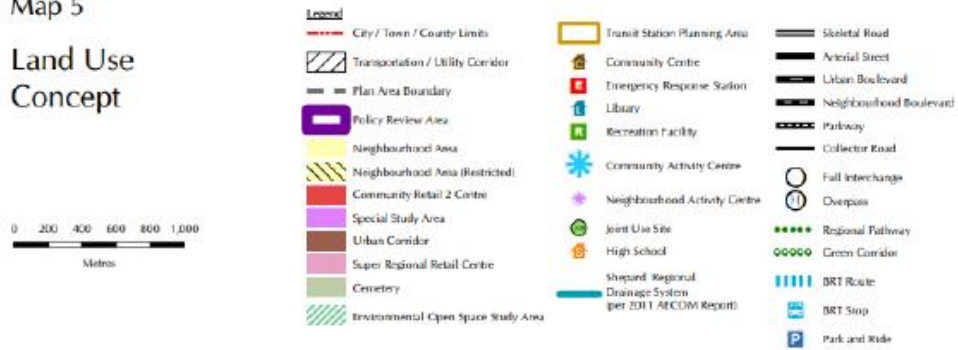 Map 5
Land Use
Concept
0 200 400 600 800 1,000
Metres
Legend
City / Town / County Limits
Transportation / Utility Corridor
Plan Area Boundary
Policy Review Area
Neighbourhood Area
Neighbourhood Area (Restricted)
Community Retail 2 Centre
Special Study Area
Urban Corridor
Super Regional Retail Centre
Cemetery
Environmental Open Space Study Area
Transit Station Planning Area
Community Centre
Emergency Response Station
Library
Recreation Facility
Community Activity Centre
Neighbourhood Activity Centre
Joint Use Site
High School
Shepard Regional
Drainage System
(per 2011 AECOM Report)
Skeletal Road
Arterial Street
Urban Boulevard
Neighbourhood Boulevard
Parkway
Collector Road
Full Interchange
Overpass
Regional Pathway
Green Corridor
BRT Route
BRT Stop
P Park and Ride